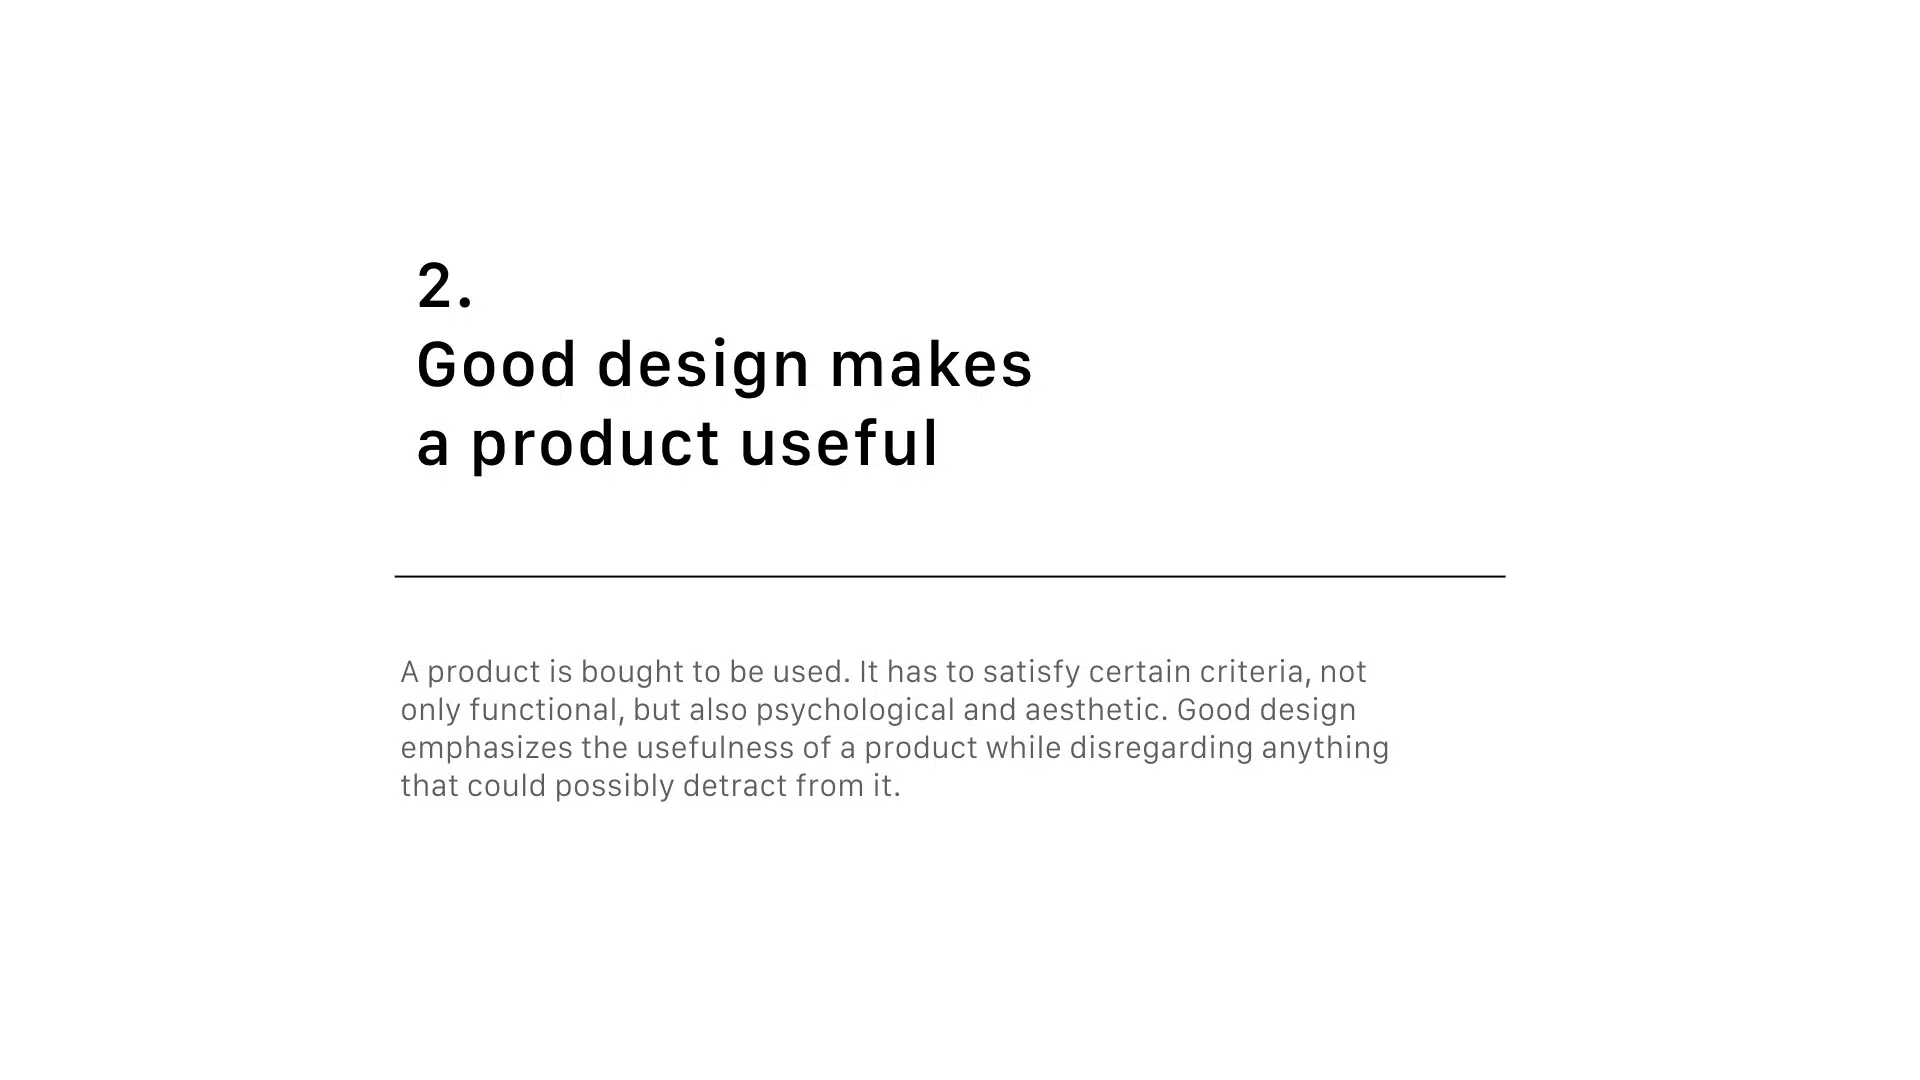 2.
Good design makes
a product useful
A product is bought to be used. It has to satisfy certain criteria, not
only functional, but also psychological and aesthetic. Good design
emphasizes the usefulness of a product while disregarding anything
that could possibly detract from it.